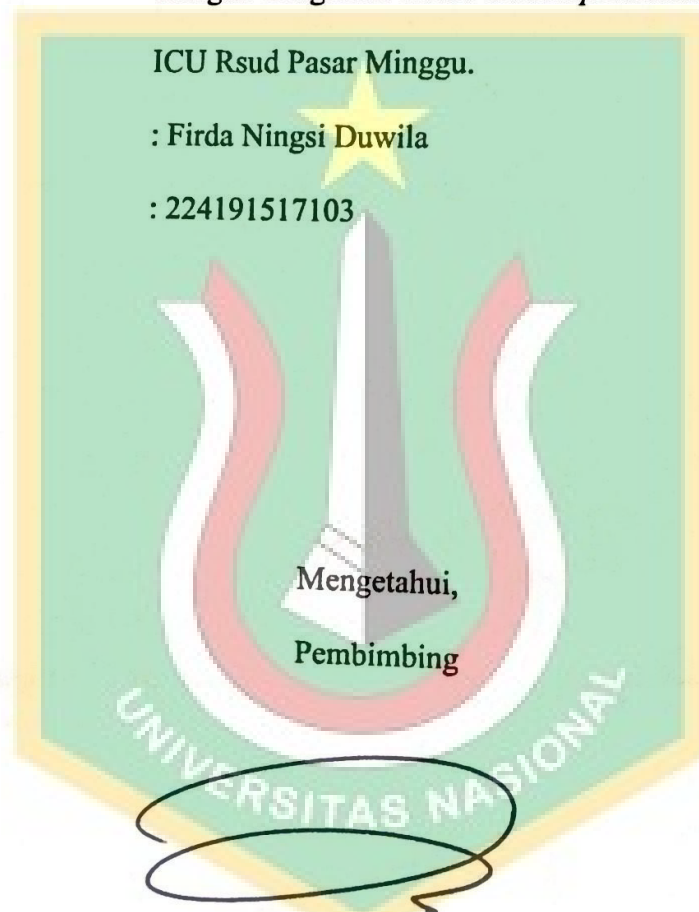 ICU Rsud Pasar Minggu.
: Firda Ningsi Duwila
: 224191517103
Mengetahui,
Pembimbing
UNIVERSITAS NASIONAL